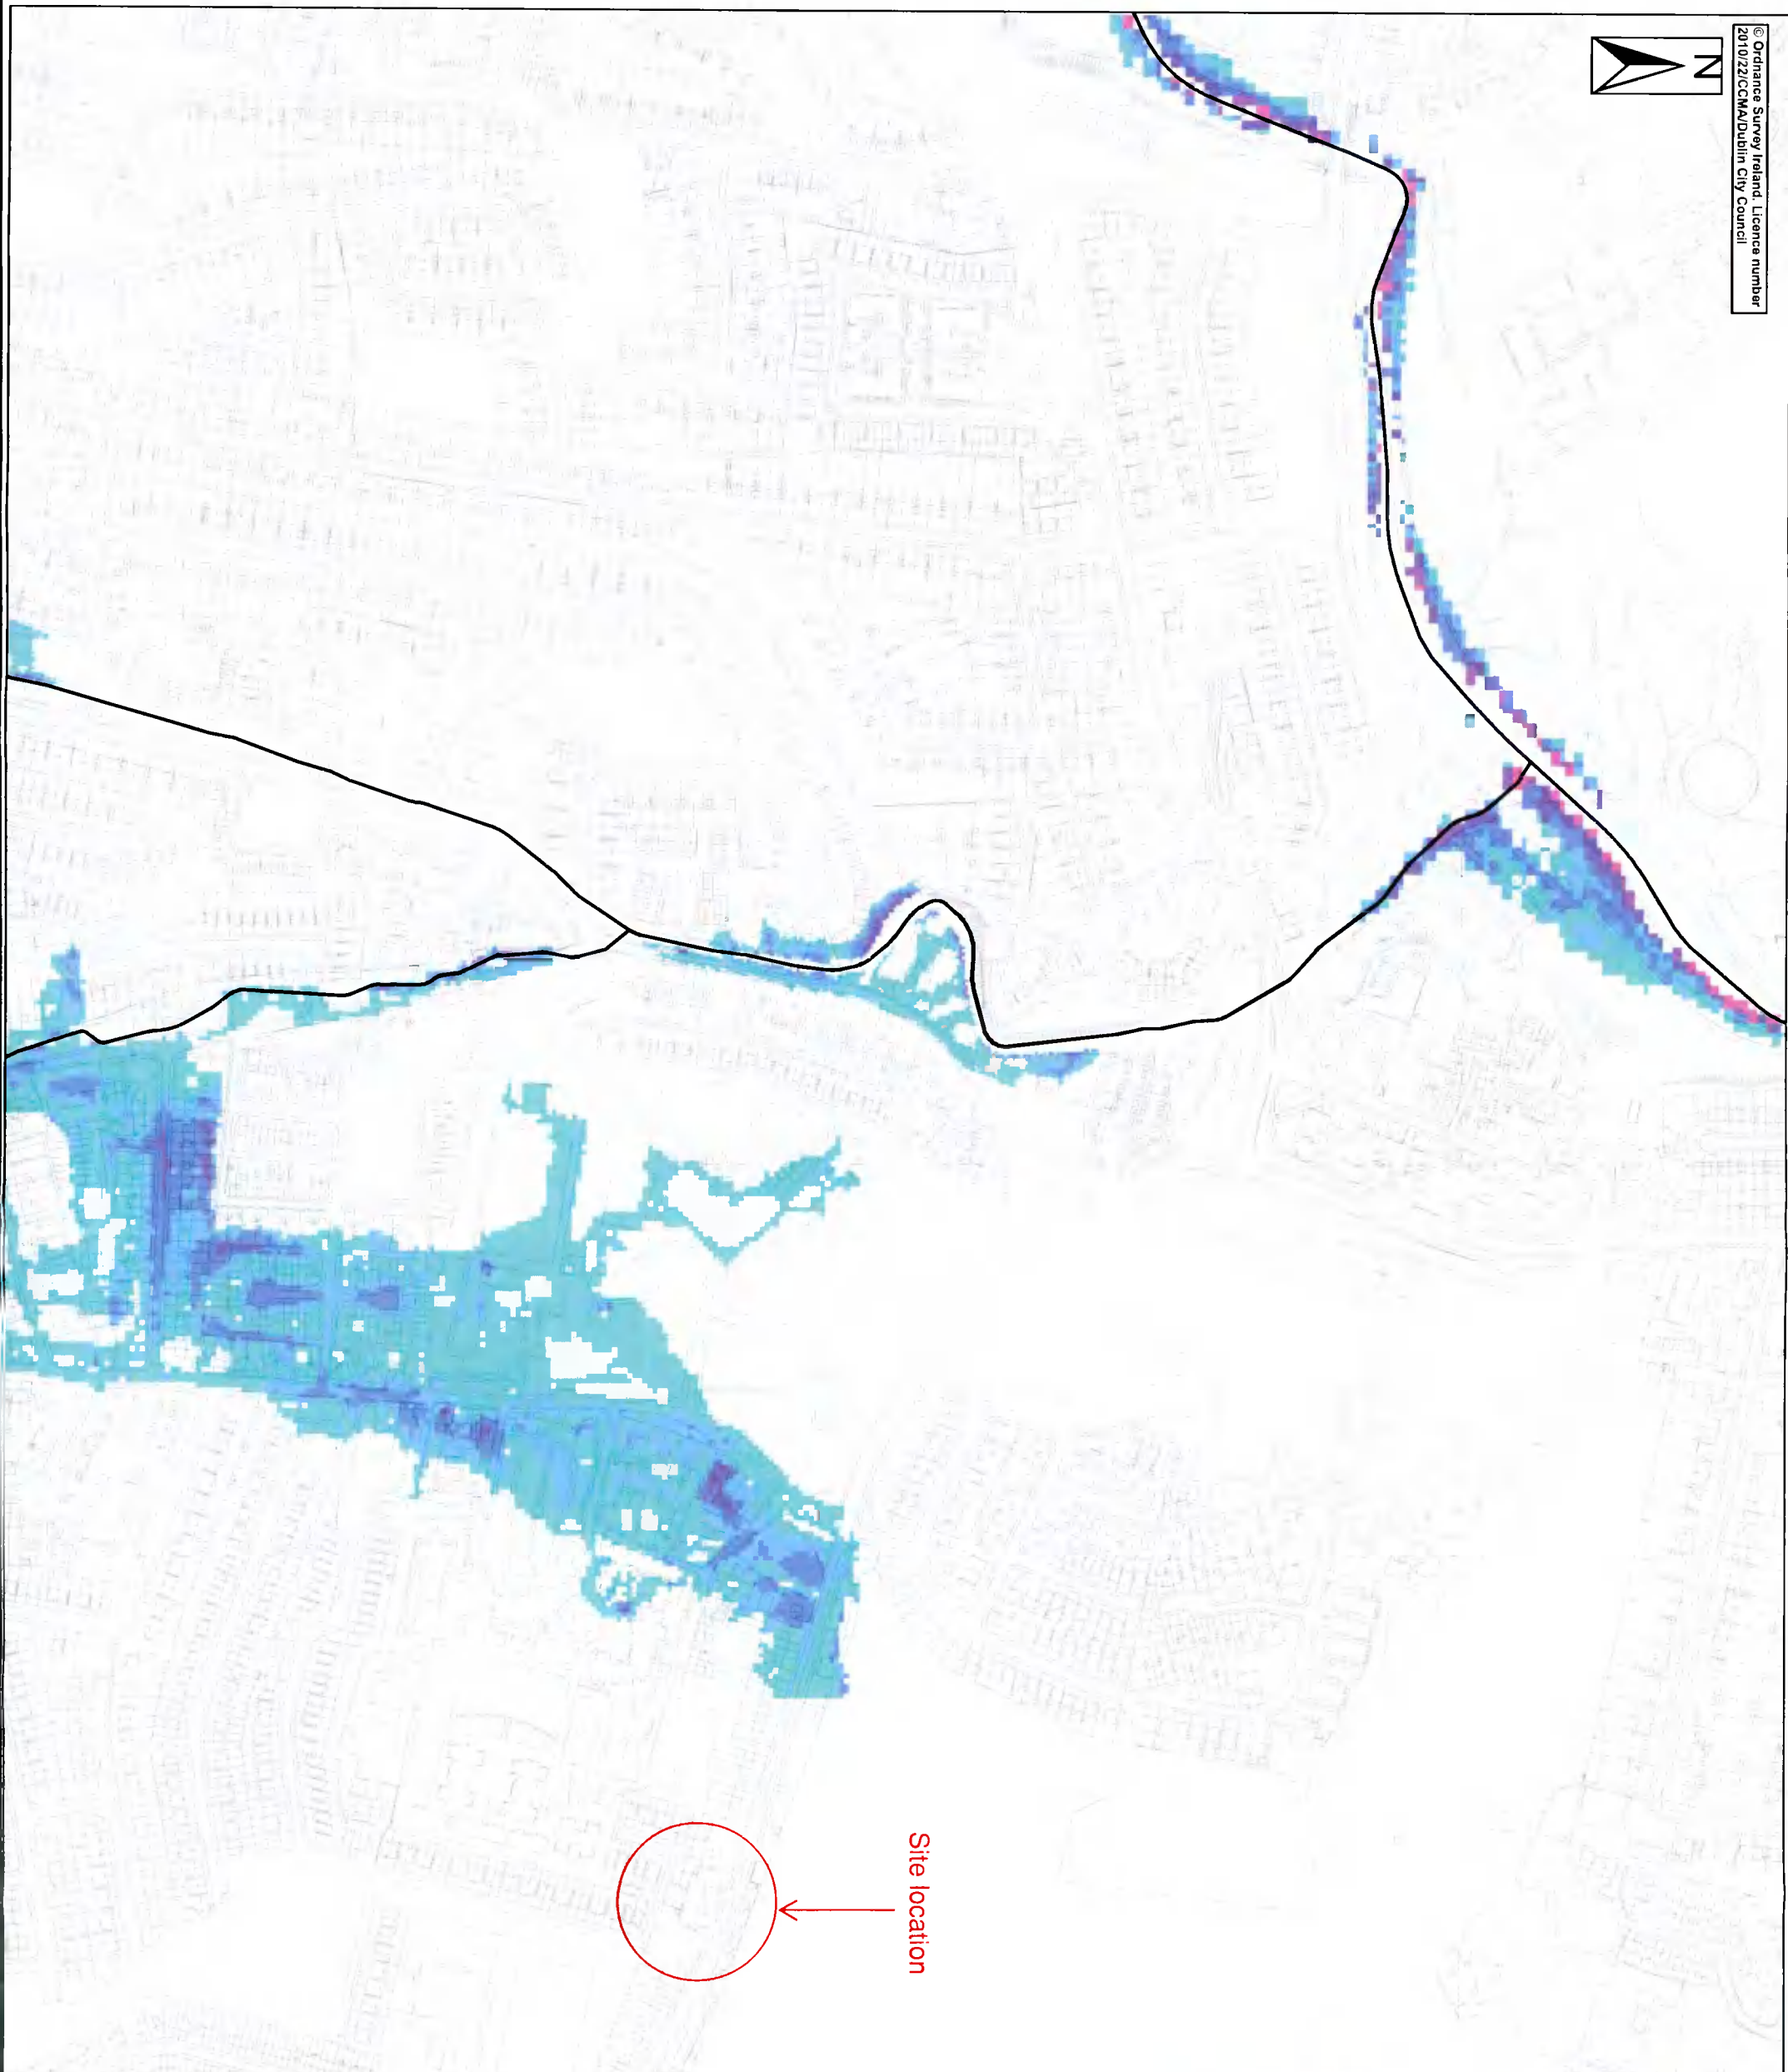 © Ordnance Survey Ireland. Licence number
2010/22/CCMA/Dublin City Council
N
Site location